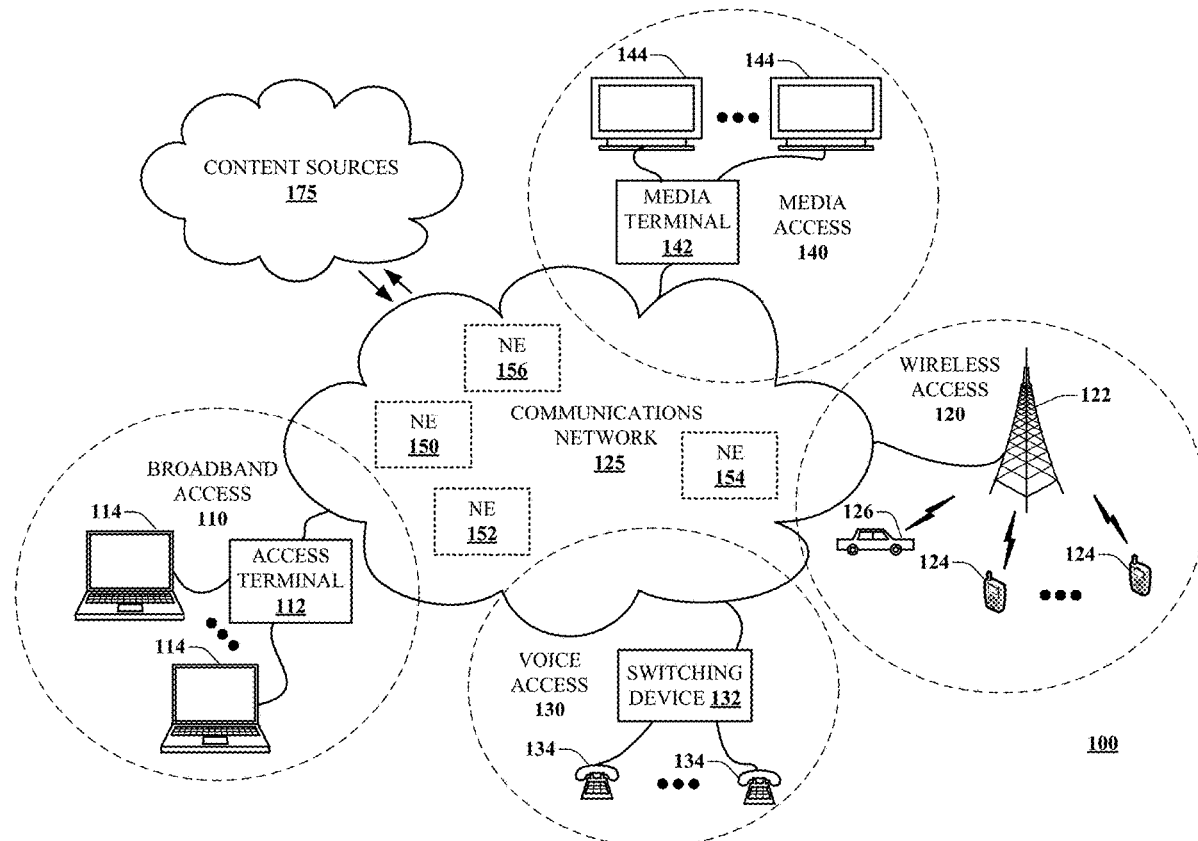 144
144
CONTENT SOURCES
175
MEDIA
TERMINAL
142
MEDIA
ACCESS
140
NE
156
WIRELESS
ACCESS
120
122
COMMUNICATIONS
NETWORK
125
NE
150
NE
154
BROADBAND
ACCESS
110
114
NE
152
126
ACCESS
TERMINAL
112
124
124
114
VOICE
ACCESS
130
SWITCHING
DEVICE 132
134
134
100